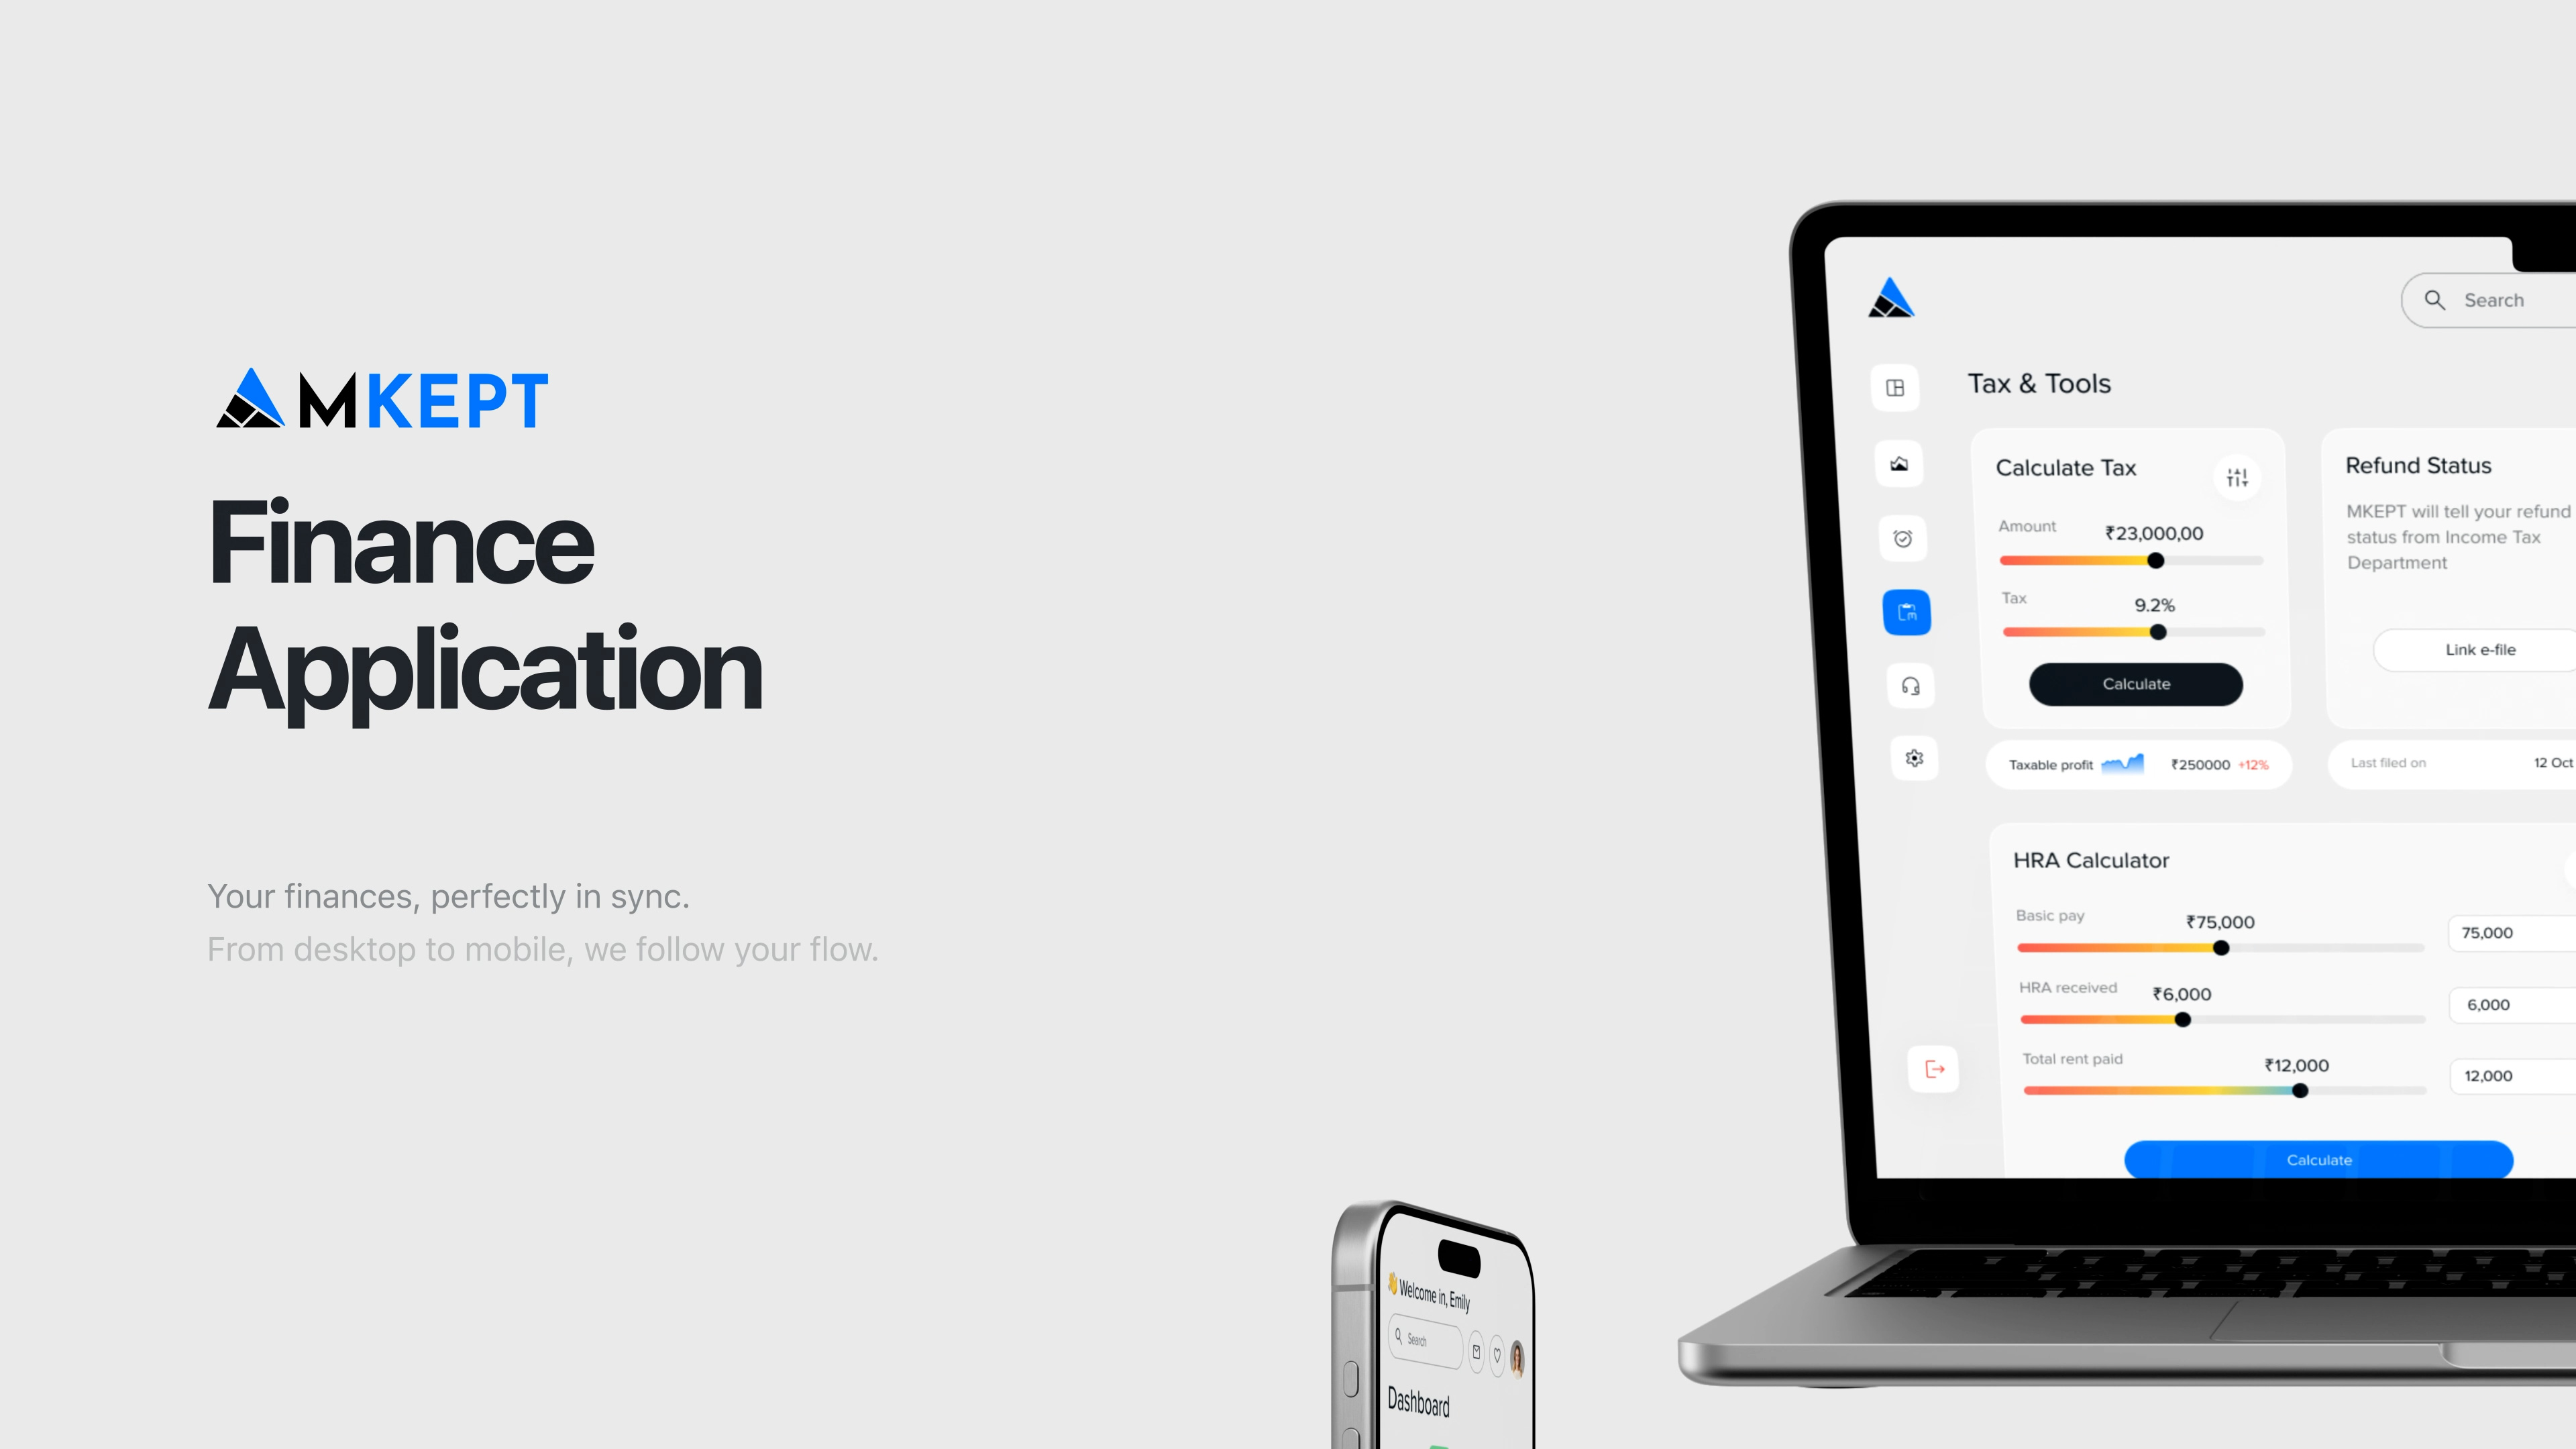 MKEPT
Finance
Application
Your finances, perfectly in sync.
From desktop to mobile, we follow your flow.
Search
Tax & Tools
Calculate Tax
Amount
₹23,000,00
Tax
9.2%
Calculate
Taxable profit
₹250000 +12%
Refund Status
MKEPT will tell your refund
status from Income Tax
Department
Link e-file
Last filed on
12 Oct
HRA Calculator
Basic pay
₹75,000
75,000
HRA received
₹6,000
6,000
Total rent paid
₹12,000
12,000
Calculate
👋 Welcome in, Emily
Search
Dashboard